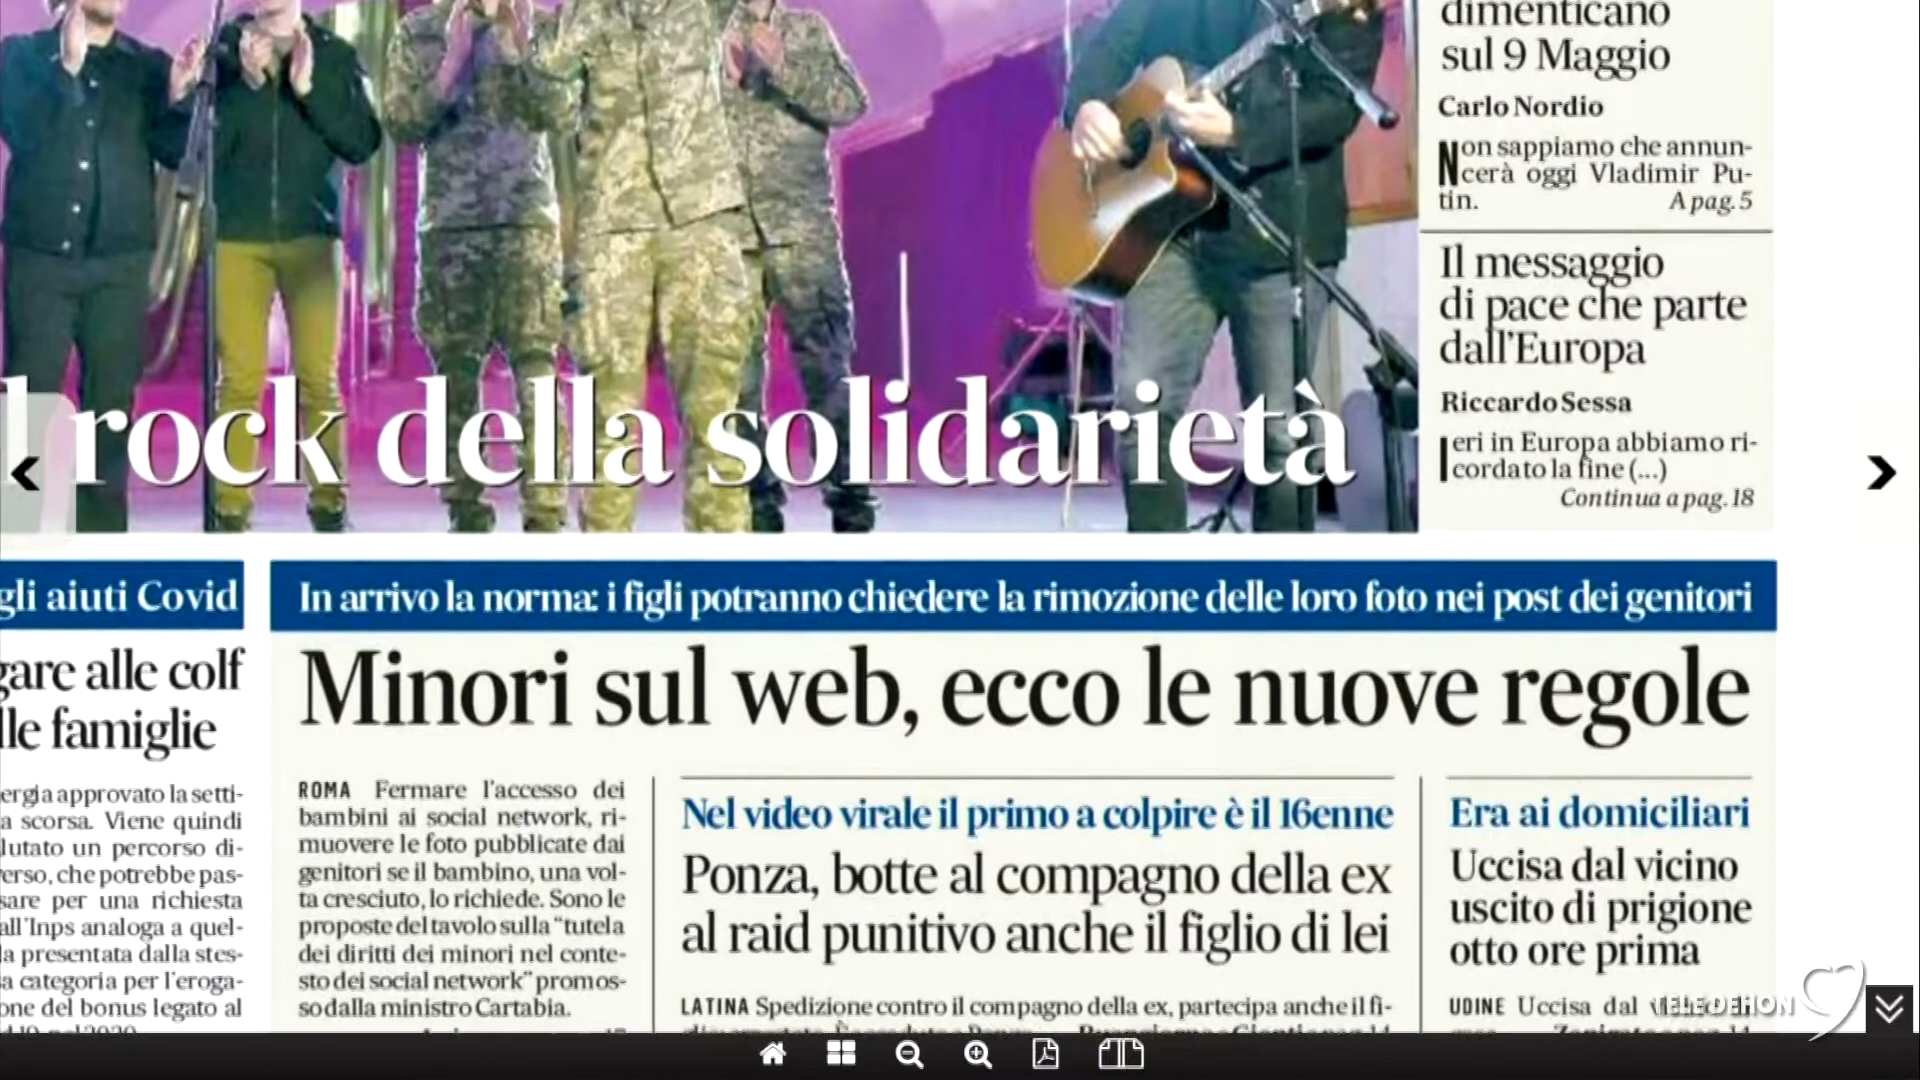 dimenticano
sul 9 Maggio
Carlo Nordio
Non sappiamo che annun-
cerà oggi Vladimir Pu-
tin. A pag. 5
Il messaggio
di pace che parte
dall'Europa
Riccardo Sessa
Ieri in Europa abbiamo ri-
cordato la fine (...)
Continua a pag. 18
l rock della solidarietà
gli aiuti Covid
gare alle colf
lle famiglie
ergia approvato la setti-
a scorsa. Viene quindi
lutato un percorso di-
erso, che potrebbe pas-
sare per una richiesta
all'Inps analoga a quel-
la presentata dalla stes-
a categoria per l'eroga-
one del bonus legato al
In arrivo la norma: i figli potranno chiedere la rimozione delle loro foto nei post dei genitori
Minori sul web, ecco le nuove regole
ROMA Fermare l'accesso dei
bambini ai social network, ri-
muovere le foto pubblicate dai
genitori se il bambino, una vol-
ta cresciuto, lo richiede. Sono le
proposte del tavolo sulla “tutela
dei diritti dei minori nel conte-
sto dei social network” promos-
so dalla ministro Cartabia.
Nel video virale il primo a colpire è il 16enne
Ponza, botte al compagno della ex
al raid punitivo anche il figlio di lei
LATINA Spedizione contro il compagno della ex, partecipa anche il fi-
Era ai domiciliari
Uccisa dal vicino
uscito di prigione
otto ore prima
UDINE Uccisa dal
TELEDEHON